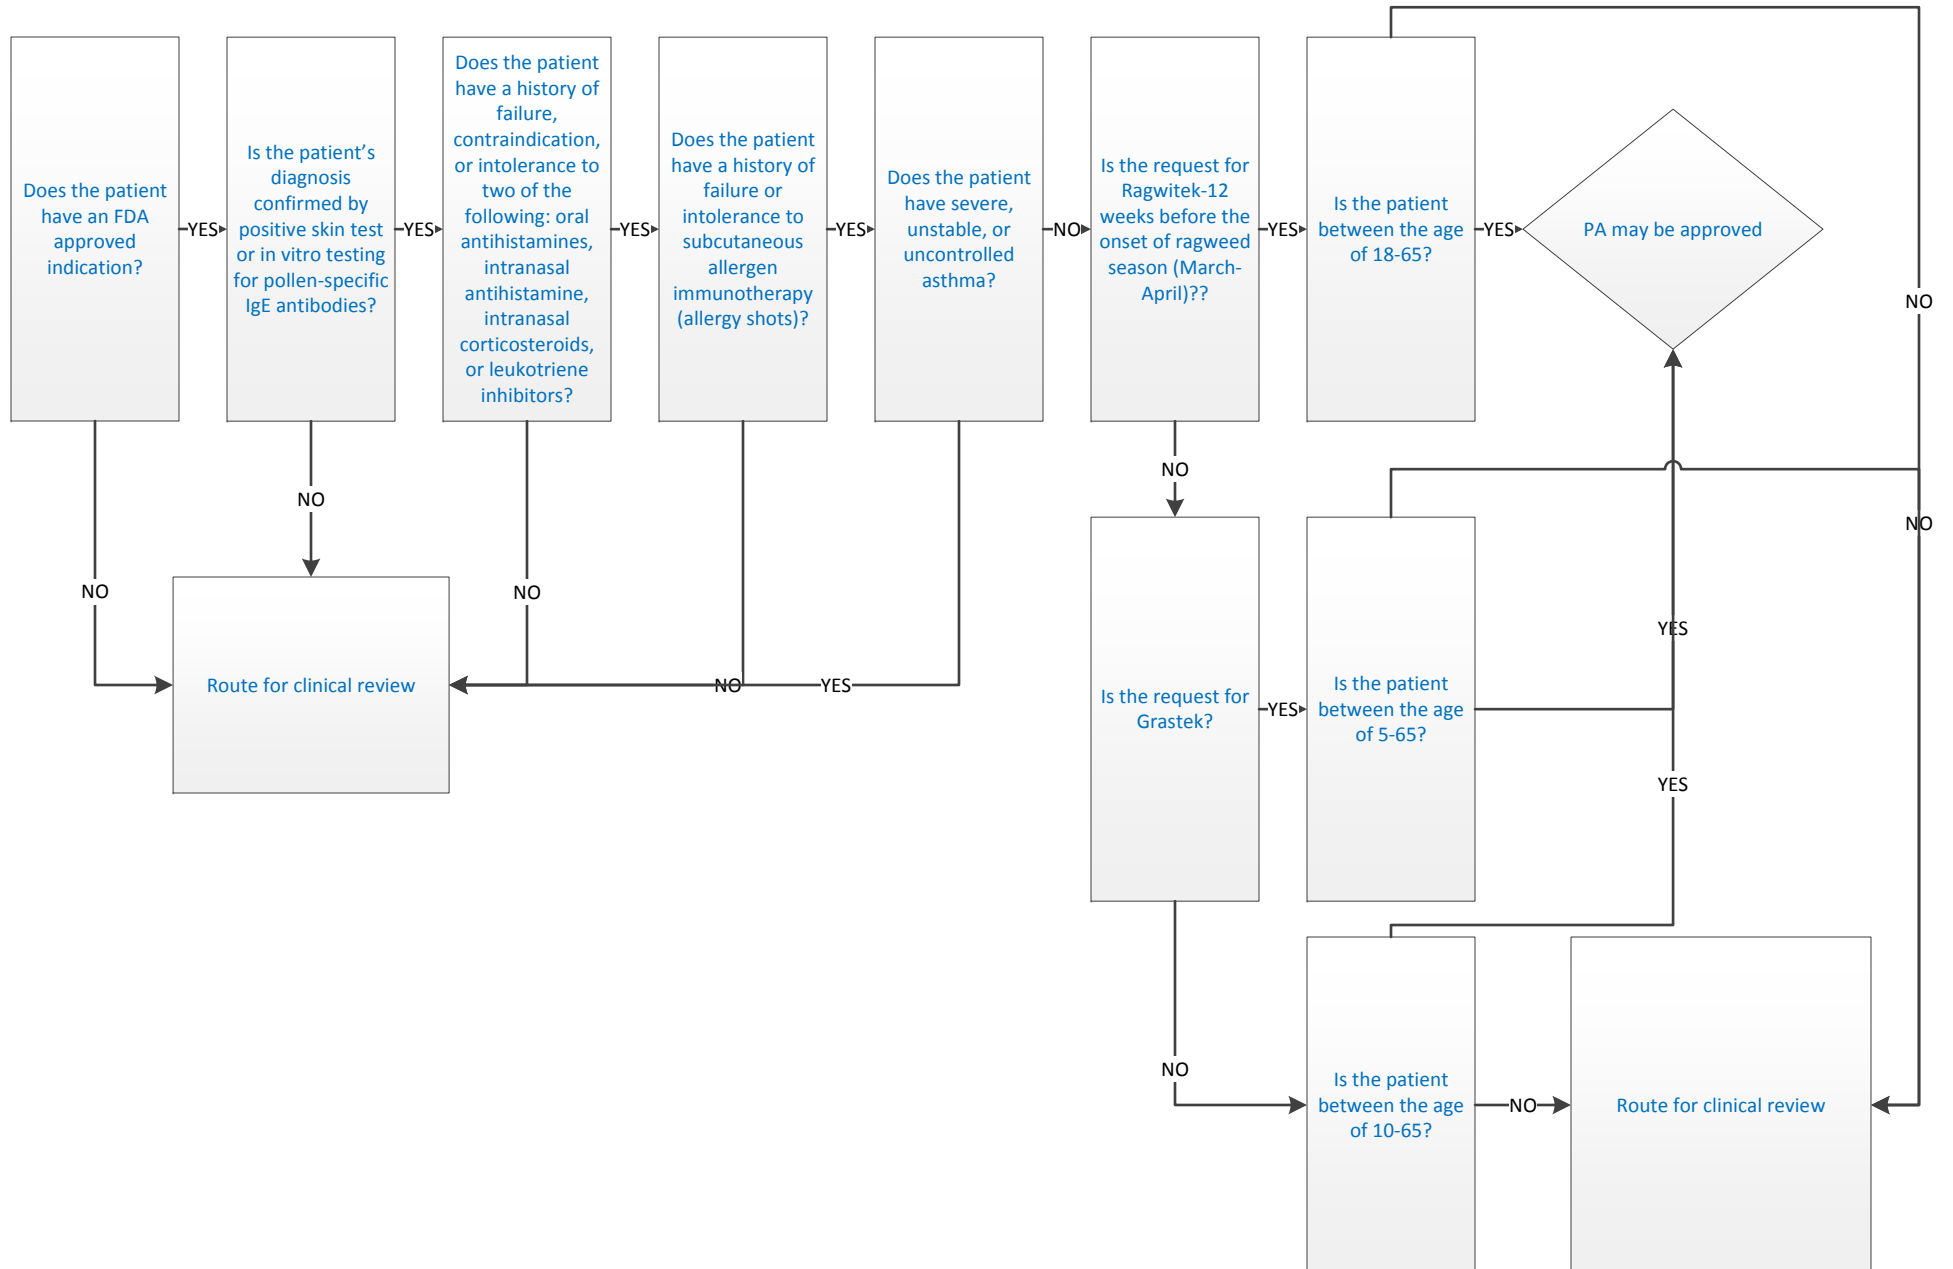 Does the patient
have an FDA
approved
indication?
YES
Is the patient’s
diagnosis
confirmed by
positive skin test
or in vitro testing
for pollen-specific
IgE antibodies?
YES
Does the patient
have a history of
failure,
contraindication,
or intolerance to
two of the
following: oral
antihistamines,
intranasal
antihistamine,
intranasal
corticosteroids,
or leukotriene
inhibitors?
YES
Does the patient
have a history of
failure or
intolerance to
subcutaneous
allergen
immunotherapy
(allergy shots)?
YES
Does the patient
have severe,
unstable, or
uncontrolled
asthma?
NO
Is the request for
Ragwitek-12
weeks before the
onset of ragweed
season (March-
April)??
YES
Is the patient
between the age
of 18-65?
YES
PA may be approved
NO
NO
NO
NO
NO
NO
NO
YES
Route for clinical review
Is the request for
Grastek?
YES
Is the patient
between the age
of 5-65?
YES
NO
YES
NO
Is the patient
between the age
of 10-65?
NO
Route for clinical review